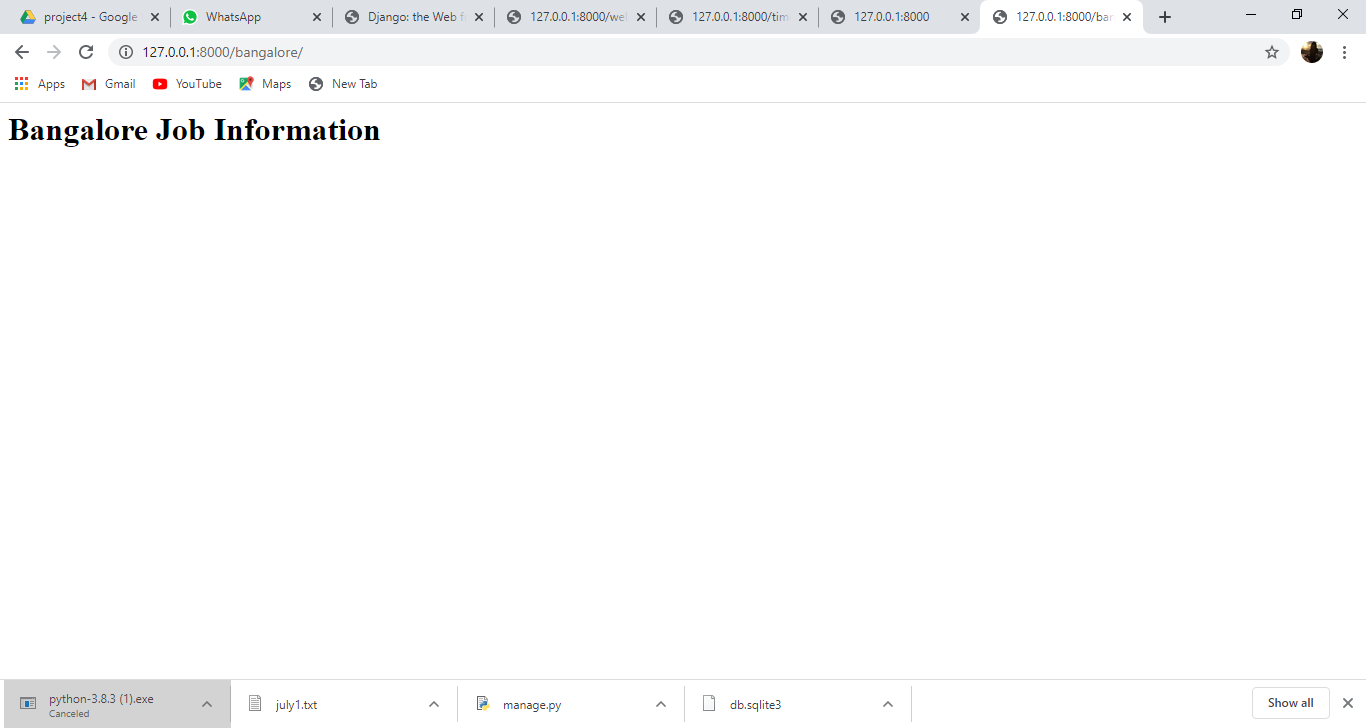 project4 - Google
WhatsApp
Django: the Web f
127.0.0.1:8000/wel
127.0.0.1:8000/tim
127.0.0.1:8000
127.0.0.1:8000/ban
127.0.0.1:8000/bangalore/
Apps
Gmail
YouTube
Maps
New Tab
Bangalore Job Information
python-3.8.3 (1).exe
Canceled
july1.txt
manage.py
db.sqlite3
Show all